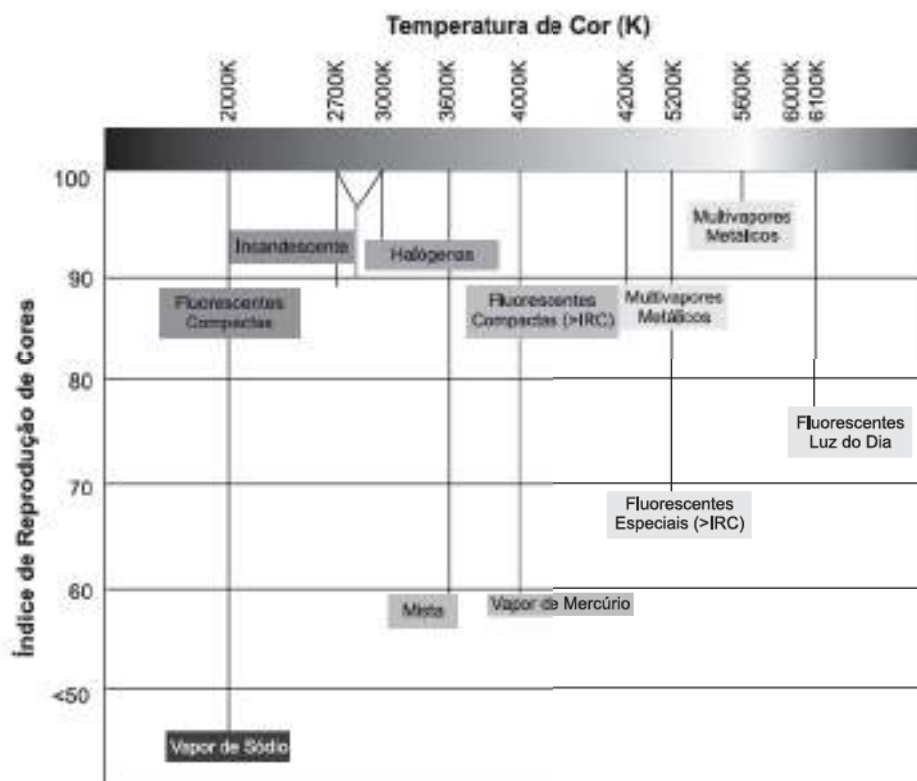 Temperatura de Cor (K)
2000K
2700K
3000K
3600K
4000K
4200K
5200K
5600K
6000K
6100K
Índice de Reprodução de Cores
100
Multivapores
Metálicos
Insandescente
Halógenas
90
Fluorescentes
Compactas
Fluorescentes
Compactas (>IRC)
Multivapores
Metálicos
80
Fluorescentes
Luz do Dia
70
Fluorescentes
Especiais (>IRC)
60
Mista
Vapor de Mercúrio
<50
Vapor de Sódio